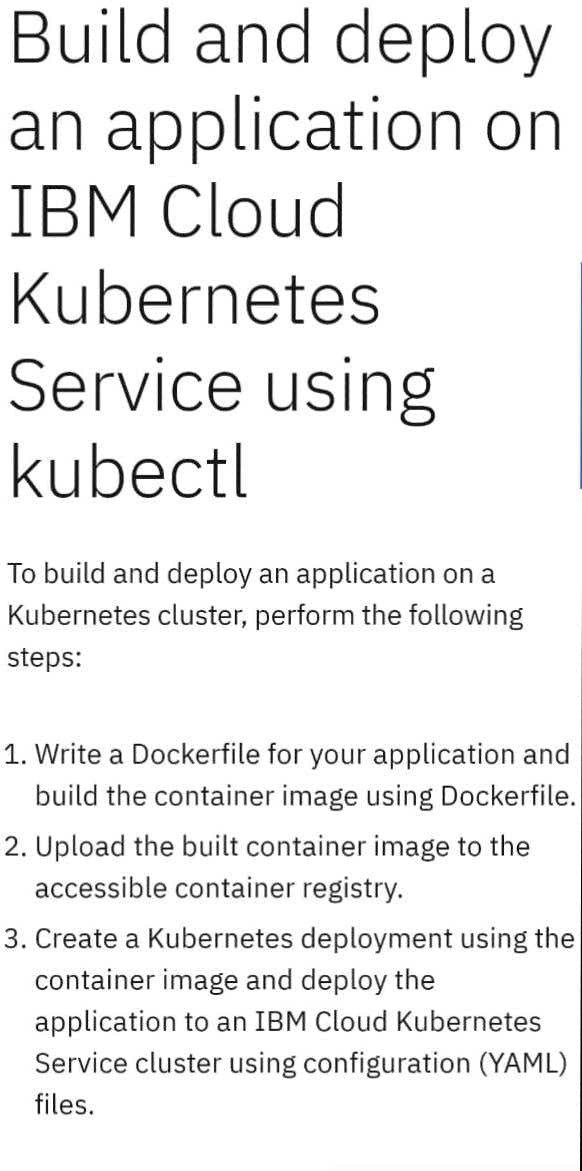 Build and deploy
an application on
IBM Cloud
Kubernetes
Service using
kubectl
To build and deploy an application on a
Kubernetes cluster, perform the following
steps:
1. Write a Dockerfile for your application and
build the container image using Dockerfile.
2. Upload the built container image to the
accessible container registry.
3. Create a Kubernetes deployment using the
container image and deploy the
application to an IBM Cloud Kubernetes
Service cluster using configuration (YAML)
files.